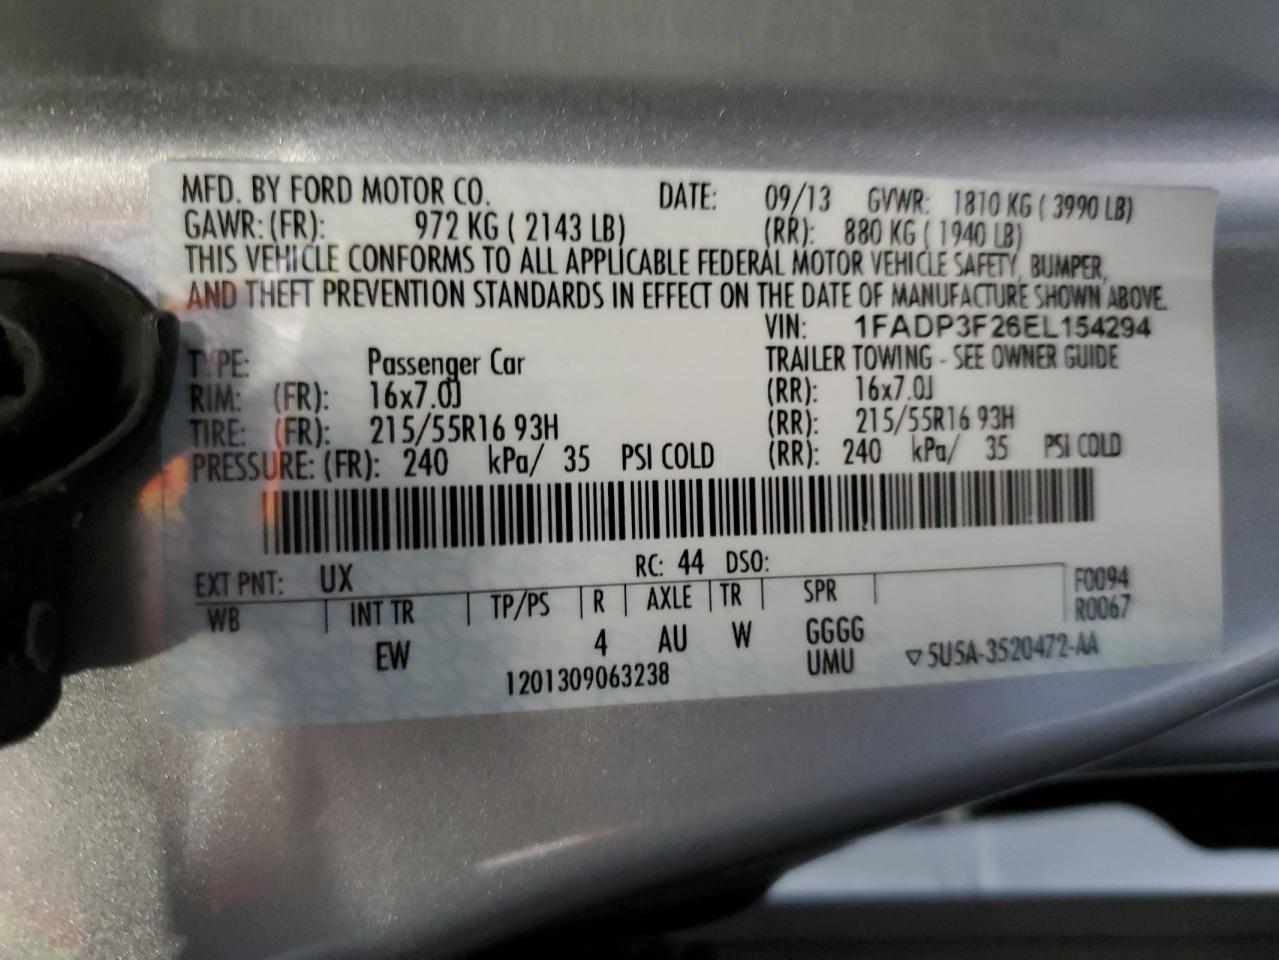 MFD. BY FORD MOTOR CO. DATE: 09/13 GVWR: 1810 KG ( 3990 LB)
GAWR: (FR): 972 KG ( 2143 LB) (RR): 880 KG ( 1940 LB)
THIS VEHICLE CONFORMS TO ALL APPLICABLE FEDERAL MOTOR VEHICLE SAFETY, BUMPER,
AND THEFT PREVENTION STANDARDS IN EFFECT ON THE DATE OF MANUFACTURE SHOWN ABOVE.
VIN: 1FADP3F26EL154294
TYPE: Passenger Car TRAILER TOWING - SEE OWNER GUIDE
RIM: (FR): 16x7.0J (RR): 16x7.0J
TIRE: (FR): 215/55R16 93H (RR): 215/55R16 93H
PRESSURE: (FR): 240 kPa/ 35 PSI COLD (RR): 240 kPa/ 35 PSI COLD
EXT PNT: UX RC: 44 DSO:
WB INT TR TP/PS R AXLE TR SPR F0094
R0067
EW 4 AU W GGGG
UMU ▽5U5A-3520472-AA
1201309063238